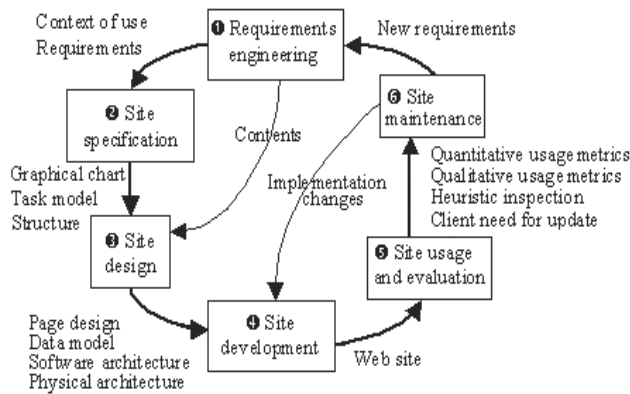 Context of use
Requirements
❶ Requirements
engineering
New requirements
❷ Site
specification
Contents
❻ Site
maintenance
Graphical chart
Task model
Structure
Implementation
changes
Quantitative usage metrics
Qualitative usage metrics
Heuristic inspection
Client need for update
❸ Site
design
❺ Site usage
and evaluation
Page design
Data model
Software architecture
Physical architecture
❹ Site
development
Web site